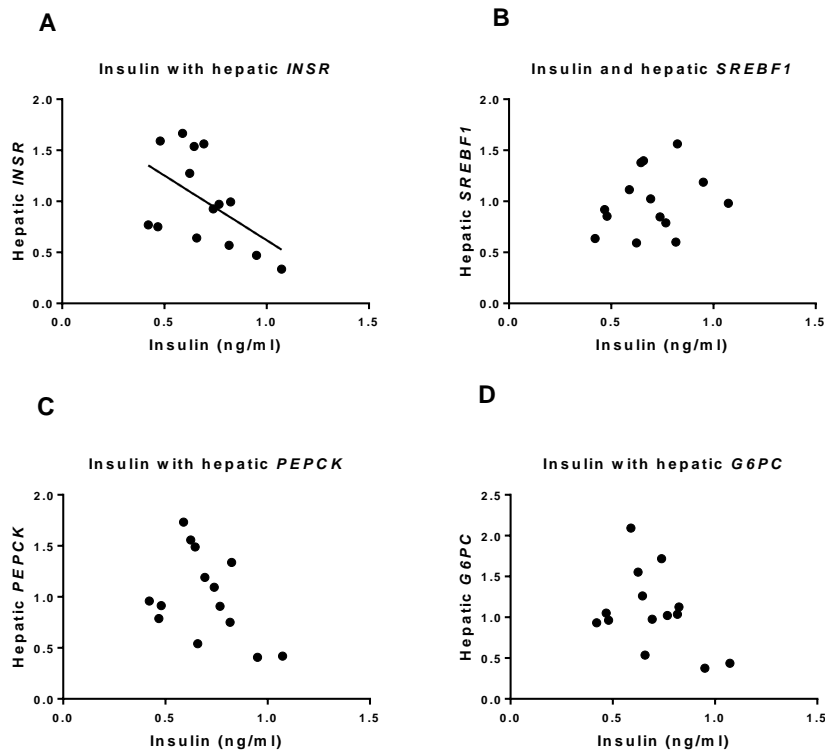 A
Insulin with hepatic INSR
2.0
1.5
1.0
0.5
0.0
Hepatic INSR
0.0 0.5 1.0 1.5
Insulin (ng/ml)
B
Insulin and hepatic SREBF1
2.0
1.5
1.0
0.5
0.0
Hepatic SREBF1
0.0 0.5 1.0 1.5
Insulin (ng/ml)
C
Insulin with hepatic PEPCK
2.0
1.5
1.0
0.5
0.0
Hepatic PEPCK
0.0 0.5 1.0 1.5
Insulin (ng/ml)
D
Insulin with hepatic G6PC
2.5
2.0
1.5
1.0
0.5
0.0
Hepatic G6PC
0.0 0.5 1.0 1.5
Insulin (ng/ml)